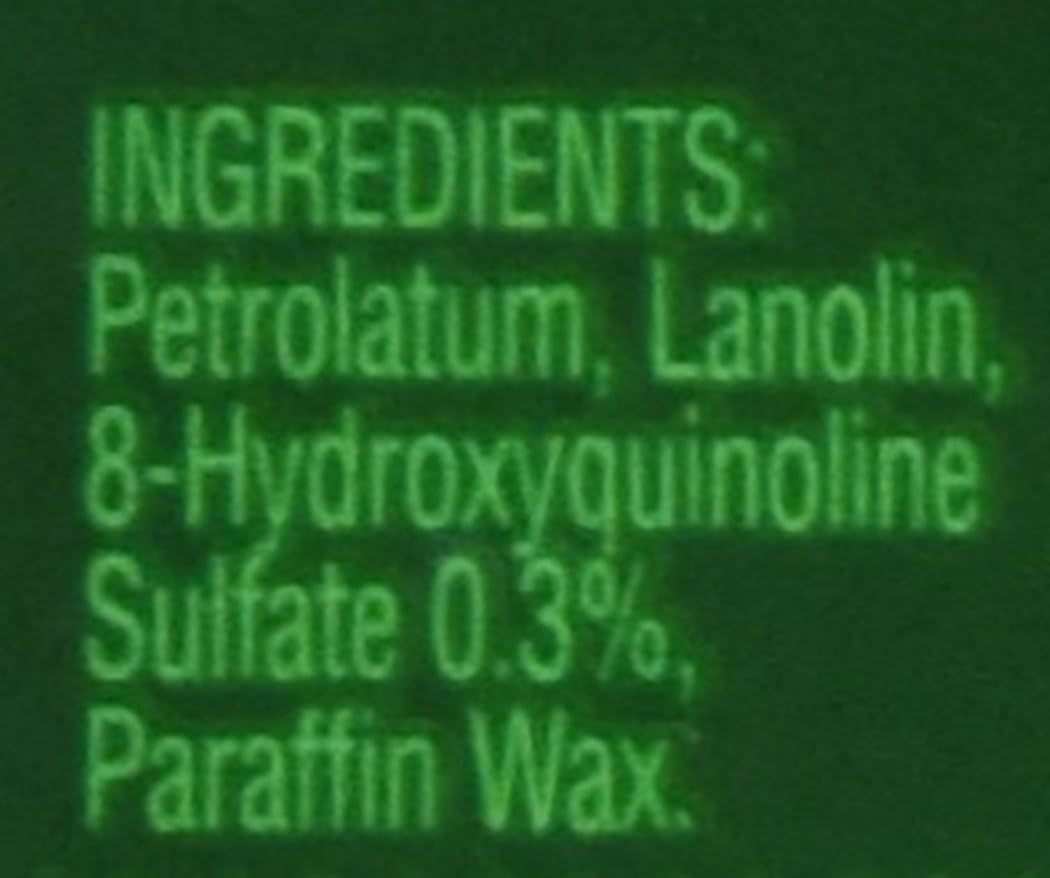 INGREDIENTS:
Petrolatum, Lanolin,
8-Hydroxyquinoline
Sulfate 0.3%,
Paraffin Wax.